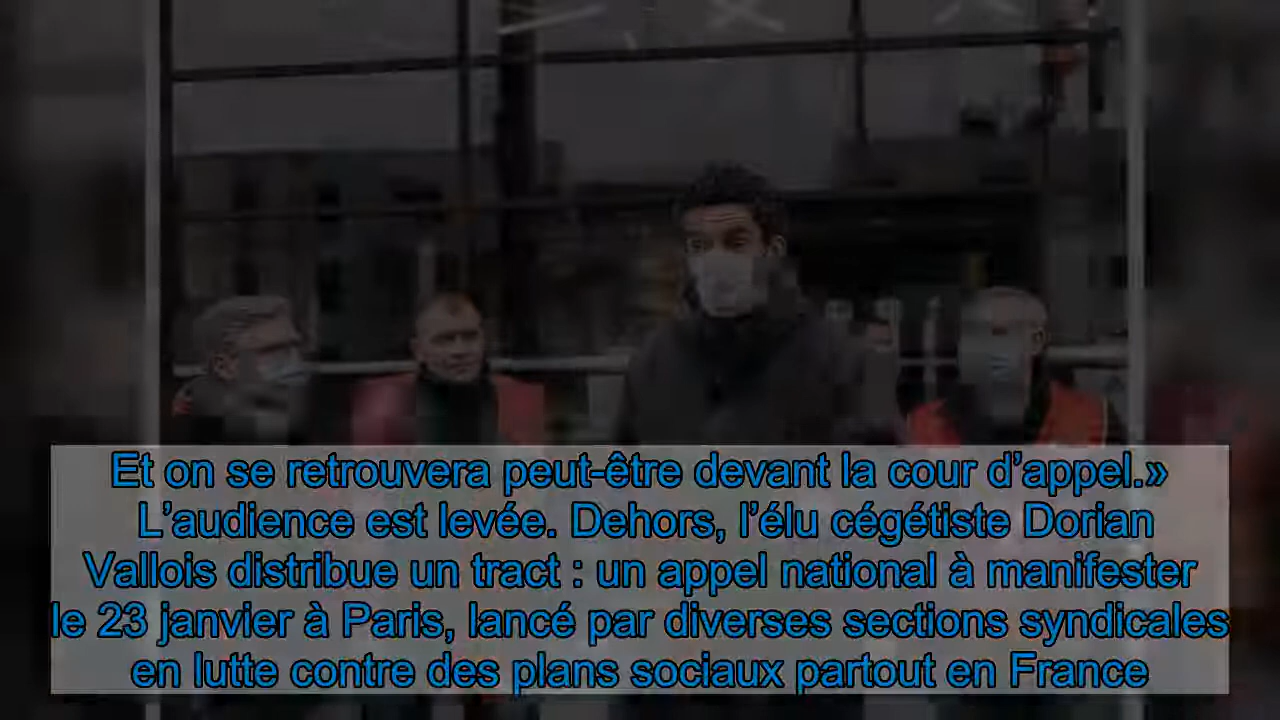 Et on se retrouvera peut-être devant la cour d’appel.»
L’audience est levée. Dehors, l’élu cégétiste Dorian
Vallois distribue un tract : un appel national à manifester
le 23 janvier à Paris, lancé par diverses sections syndicales
en lutte contre des plans sociaux partout en France